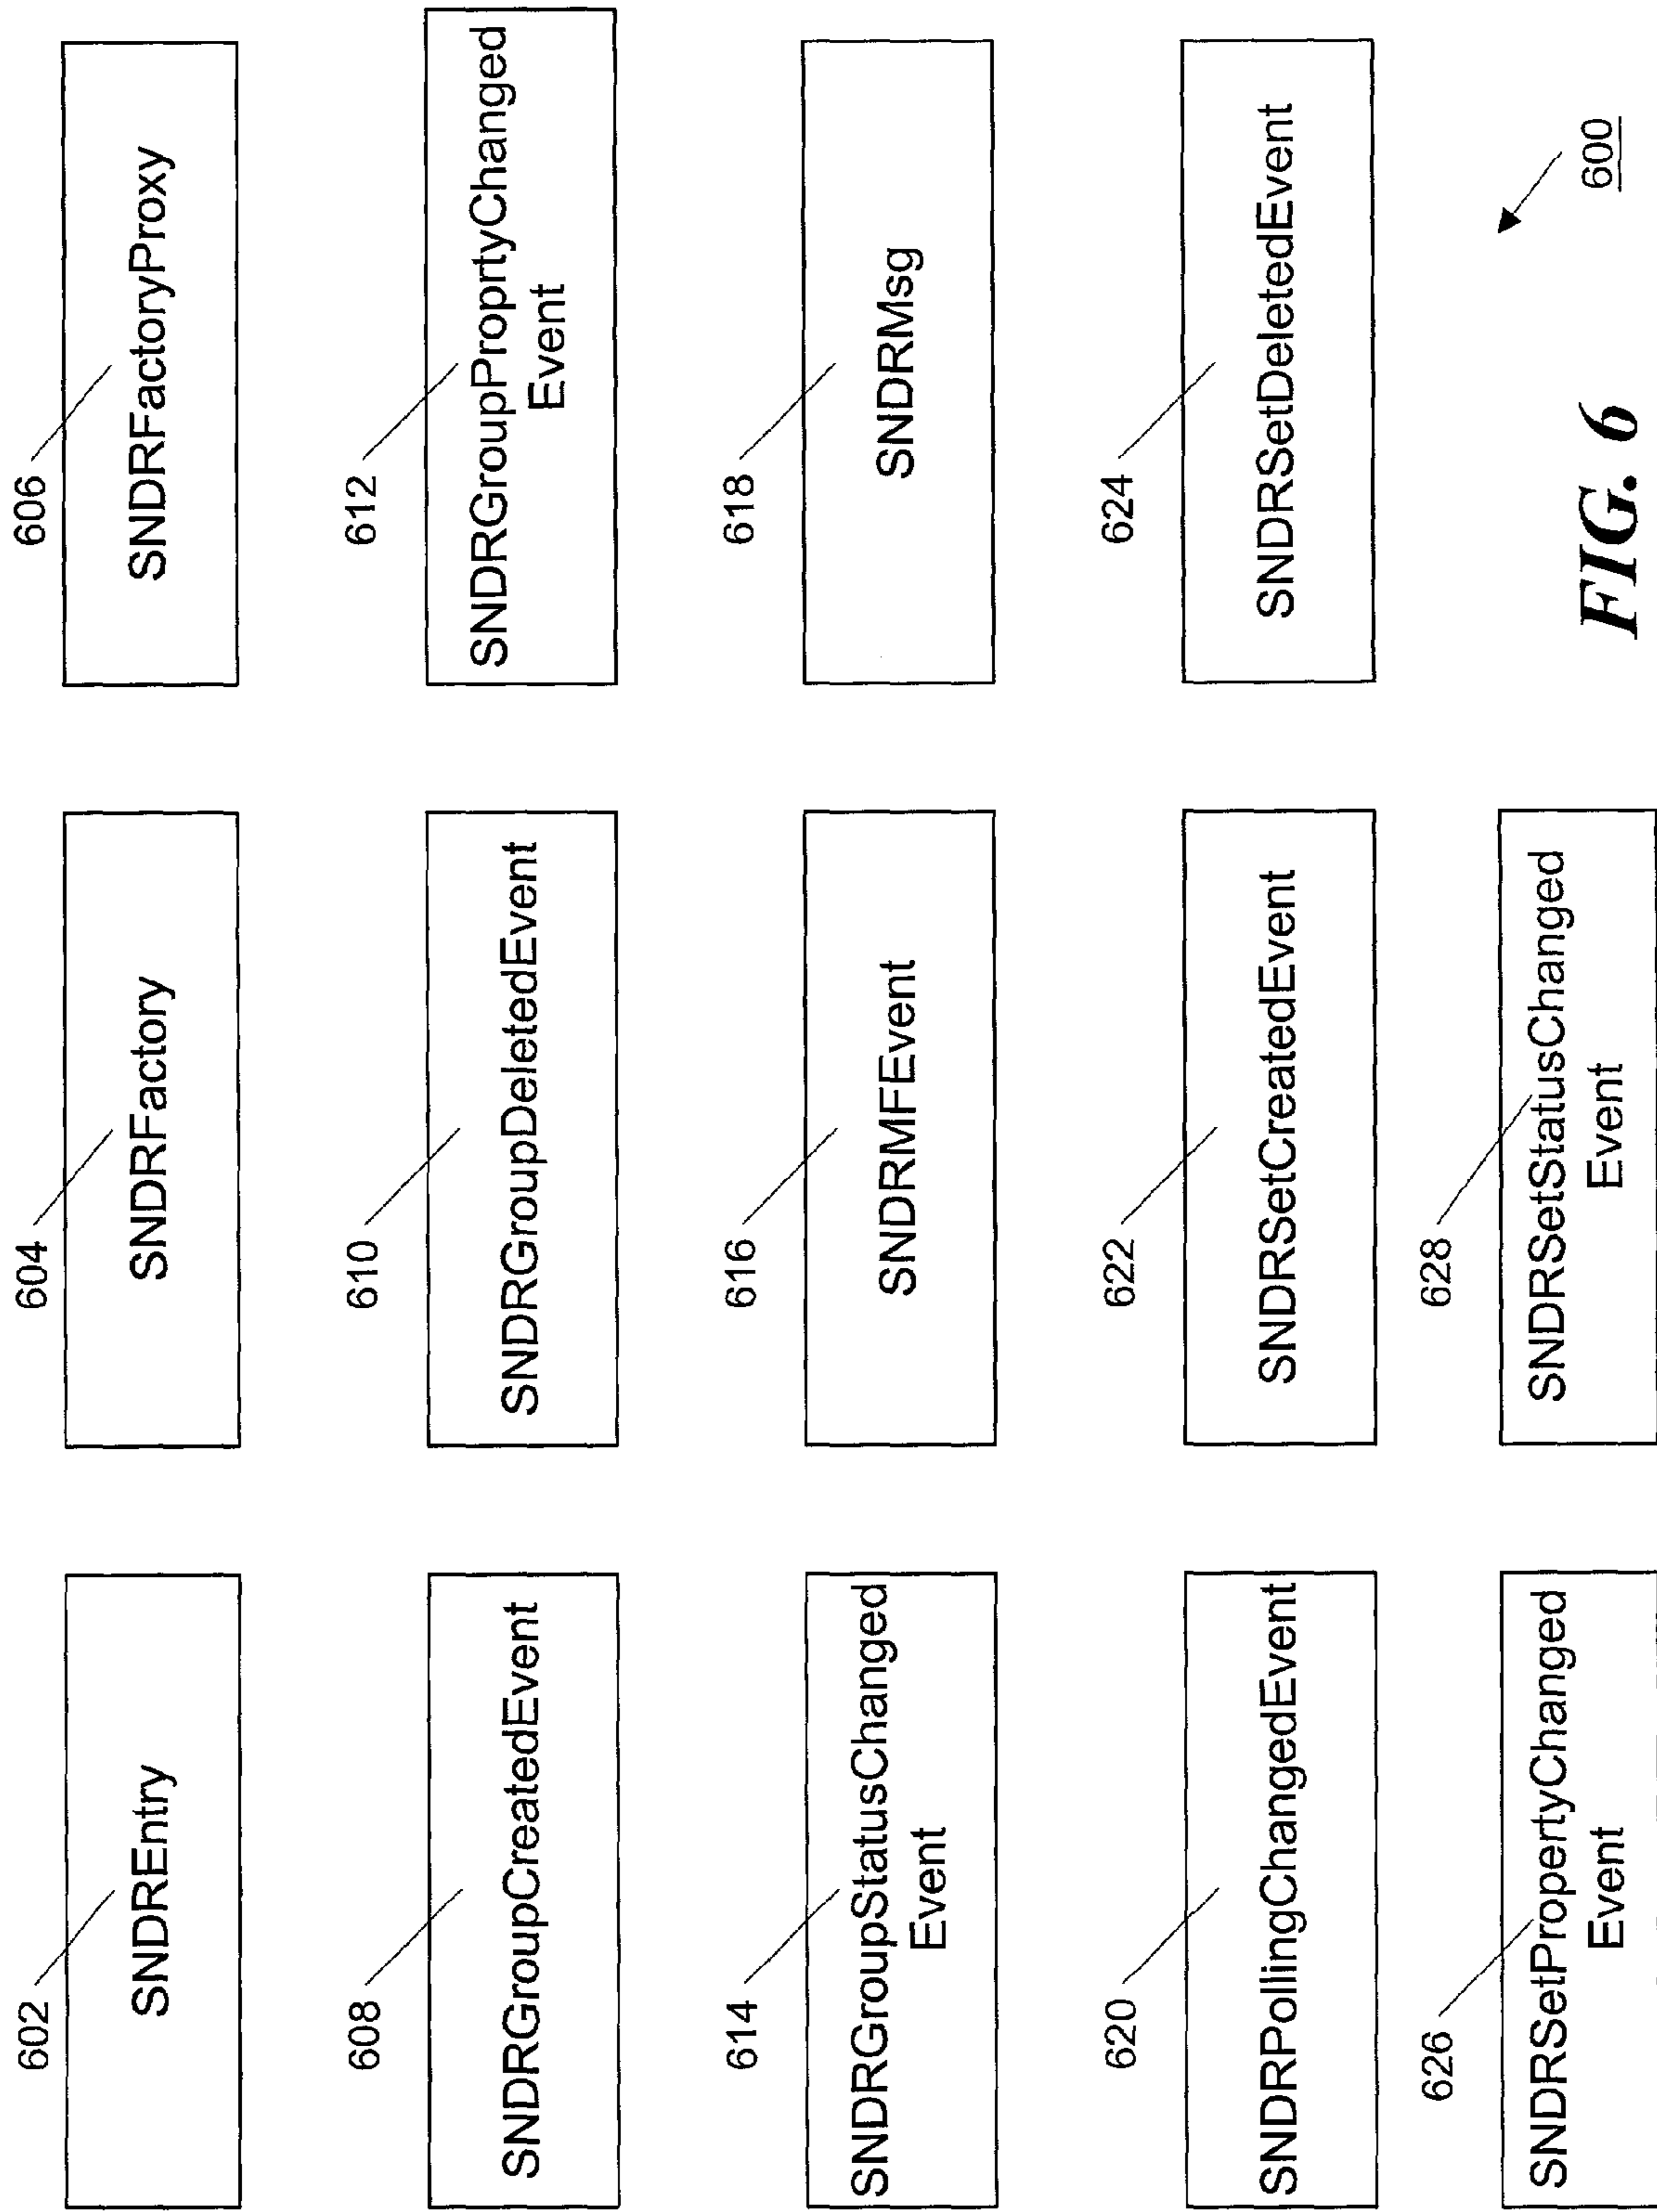 602
SNDREntry
604
SNDRFactory
606
SNDRFactoryProxy
608
SNDRGroupCreatedEvent
610
SNDRGroupDeletedEvent
612
SNDRGroupProprtyChanged
Event
614
SNDRGroupStatusChanged
Event
616
SNDRMFEvent
618
SNDRMsg
620
SNDRPollingChangedEvent
622
SNDRSetCreatedEvent
624
SNDRSetDeletedEvent
626
SNDRSetPropertyChanged
Event
628
SNDRSetStatusChanged
Event
600
FIG. 6